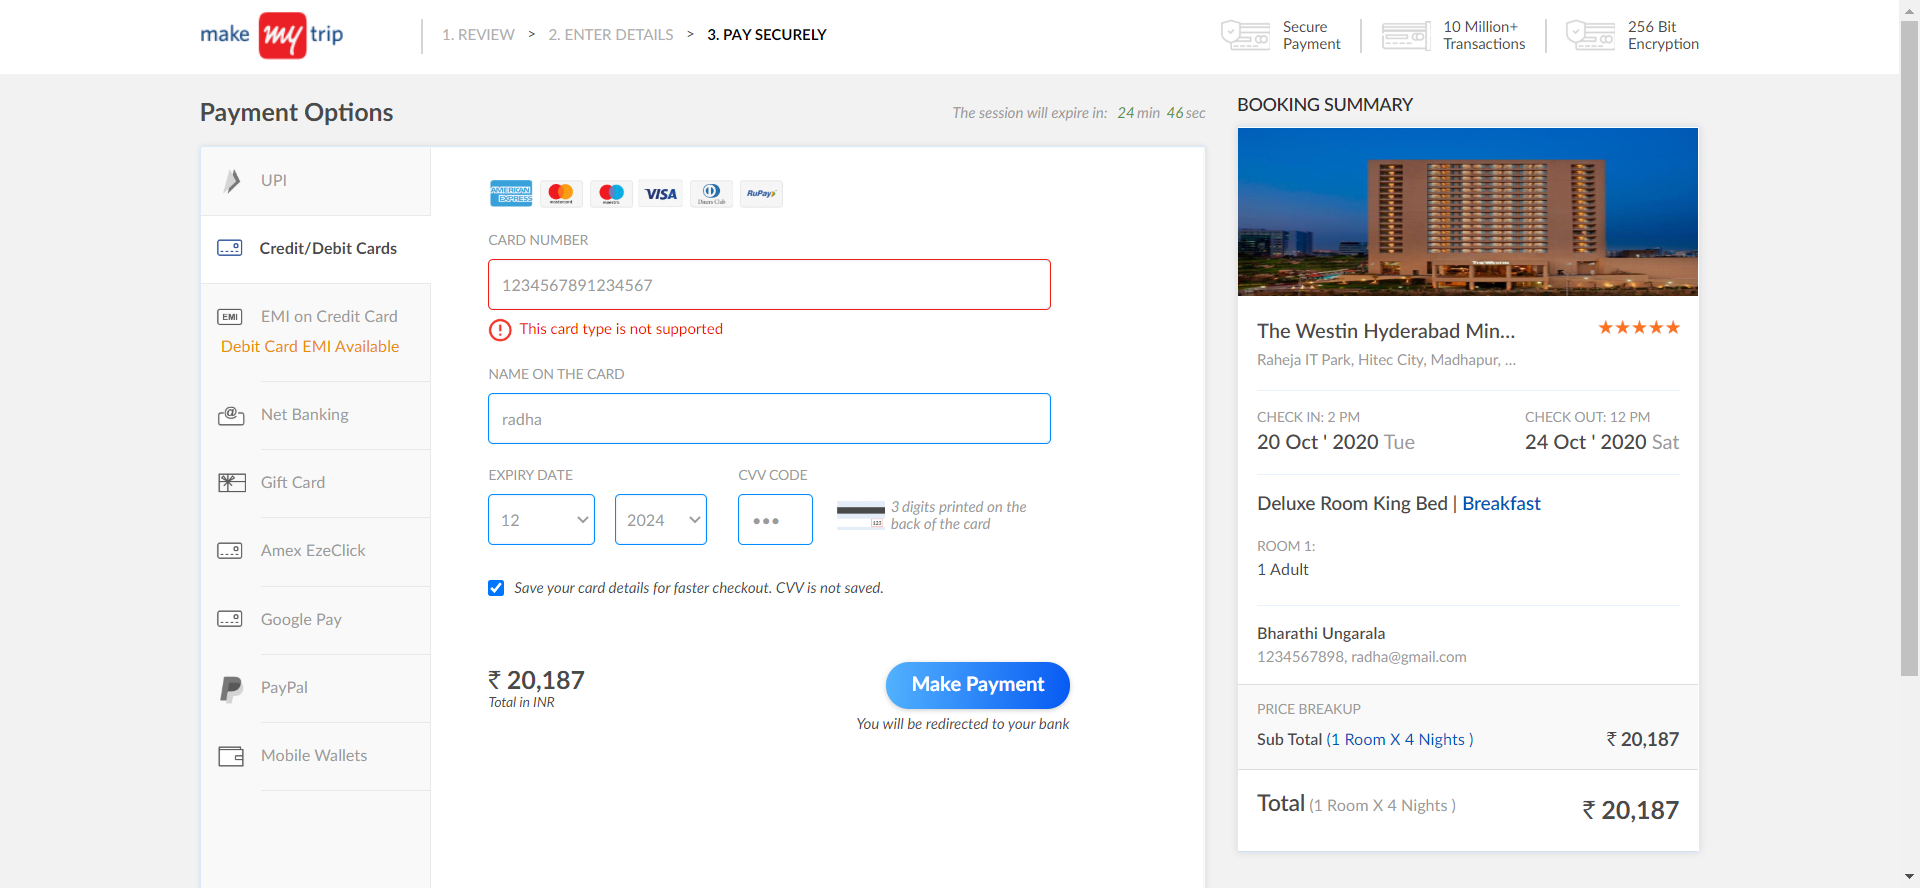 make my trip
1. REVIEW > 2. ENTER DETAILS > 3. PAY SECURELY
Secure
Payment
10 Million+
Transactions
256 Bit
Encryption
Payment Options
The session will expire in: 24 min 46 sec
UPI
Credit/Debit Cards
EMI
EMI on Credit Card
Debit Card EMI Available
Net Banking
Gift Card
Amex EzeClick
Google Pay
PayPal
Mobile Wallets
AMERICAN
EXPRESS
mastercard
maestro
VISA
Diners Club
RuPay
CARD NUMBER
1234567891234567
This card type is not supported
NAME ON THE CARD
radha
EXPIRY DATE
CVV CODE
12
2024
•••
123
3 digits printed on the
back of the card
Save your card details for faster checkout. CVV is not saved.
₹ 20,187
Total in INR
Make Payment
You will be redirected to your bank
BOOKING SUMMARY
THE WESTIN
The Westin Hyderabad Min...
Raheja IT Park, Hitec City, Madhapur, ...
CHECK IN: 2 PM
20 Oct ' 2020 Tue
CHECK OUT: 12 PM
24 Oct ' 2020 Sat
Deluxe Room King Bed | Breakfast
ROOM 1:
1 Adult
Bharathi Ungarala
1234567898, radha@gmail.com
PRICE BREAKUP
Sub Total (1 Room X 4 Nights ) ₹ 20,187
Total (1 Room X 4 Nights ) ₹ 20,187